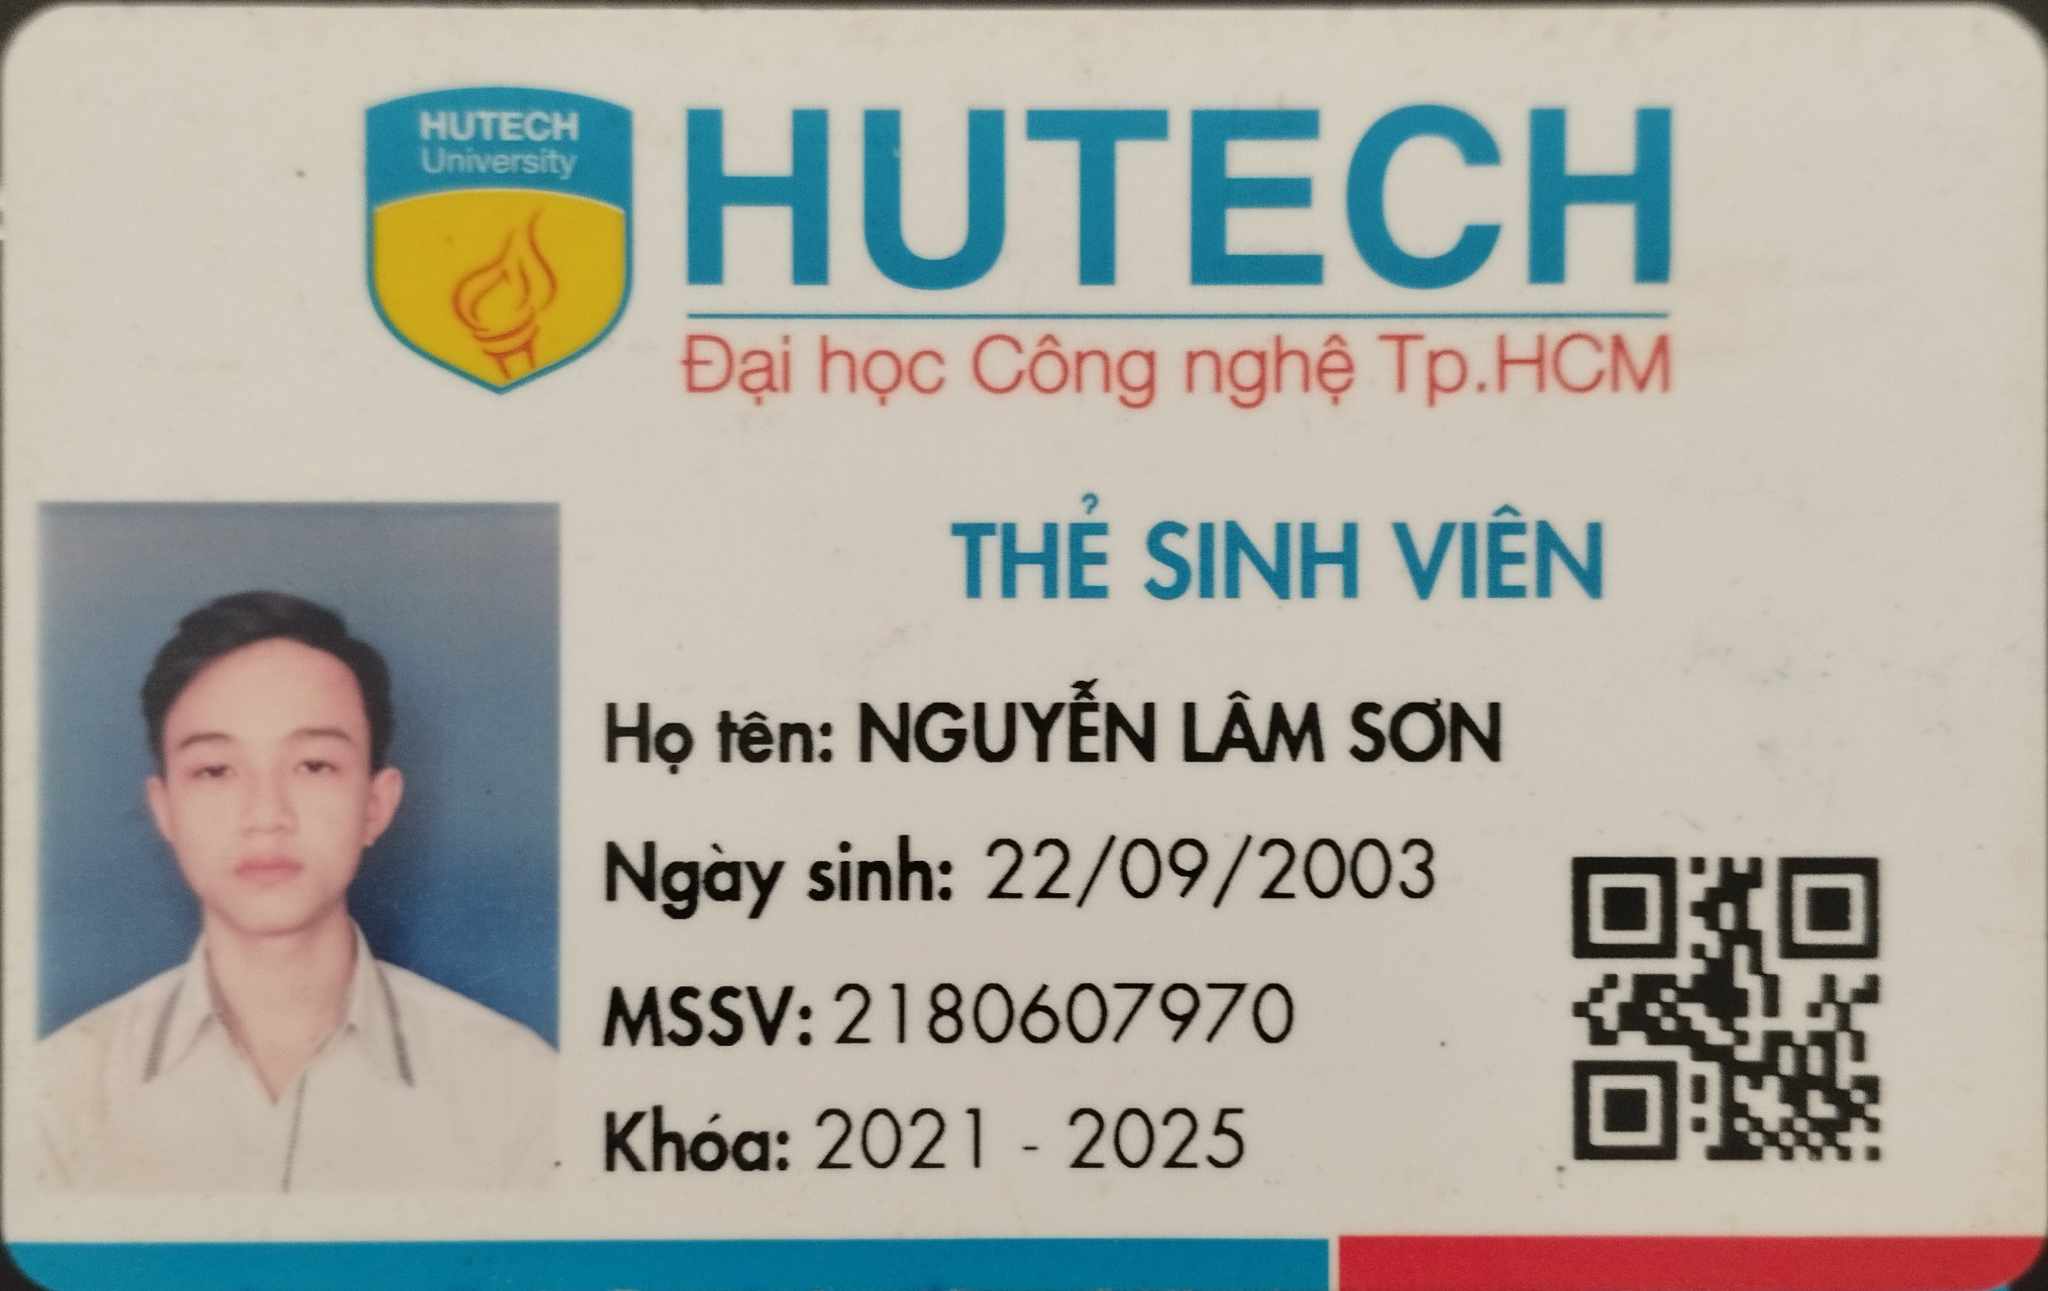 HUTECH
University
HUTECH
Đại học Công nghệ Tp.HCM
THẺ SINH VIÊN
Họ tên: NGUYỄN LÂM SƠN
Ngày sinh: 22/09/2003
MSSV: 2180607970
Khóa: 2021 - 2025